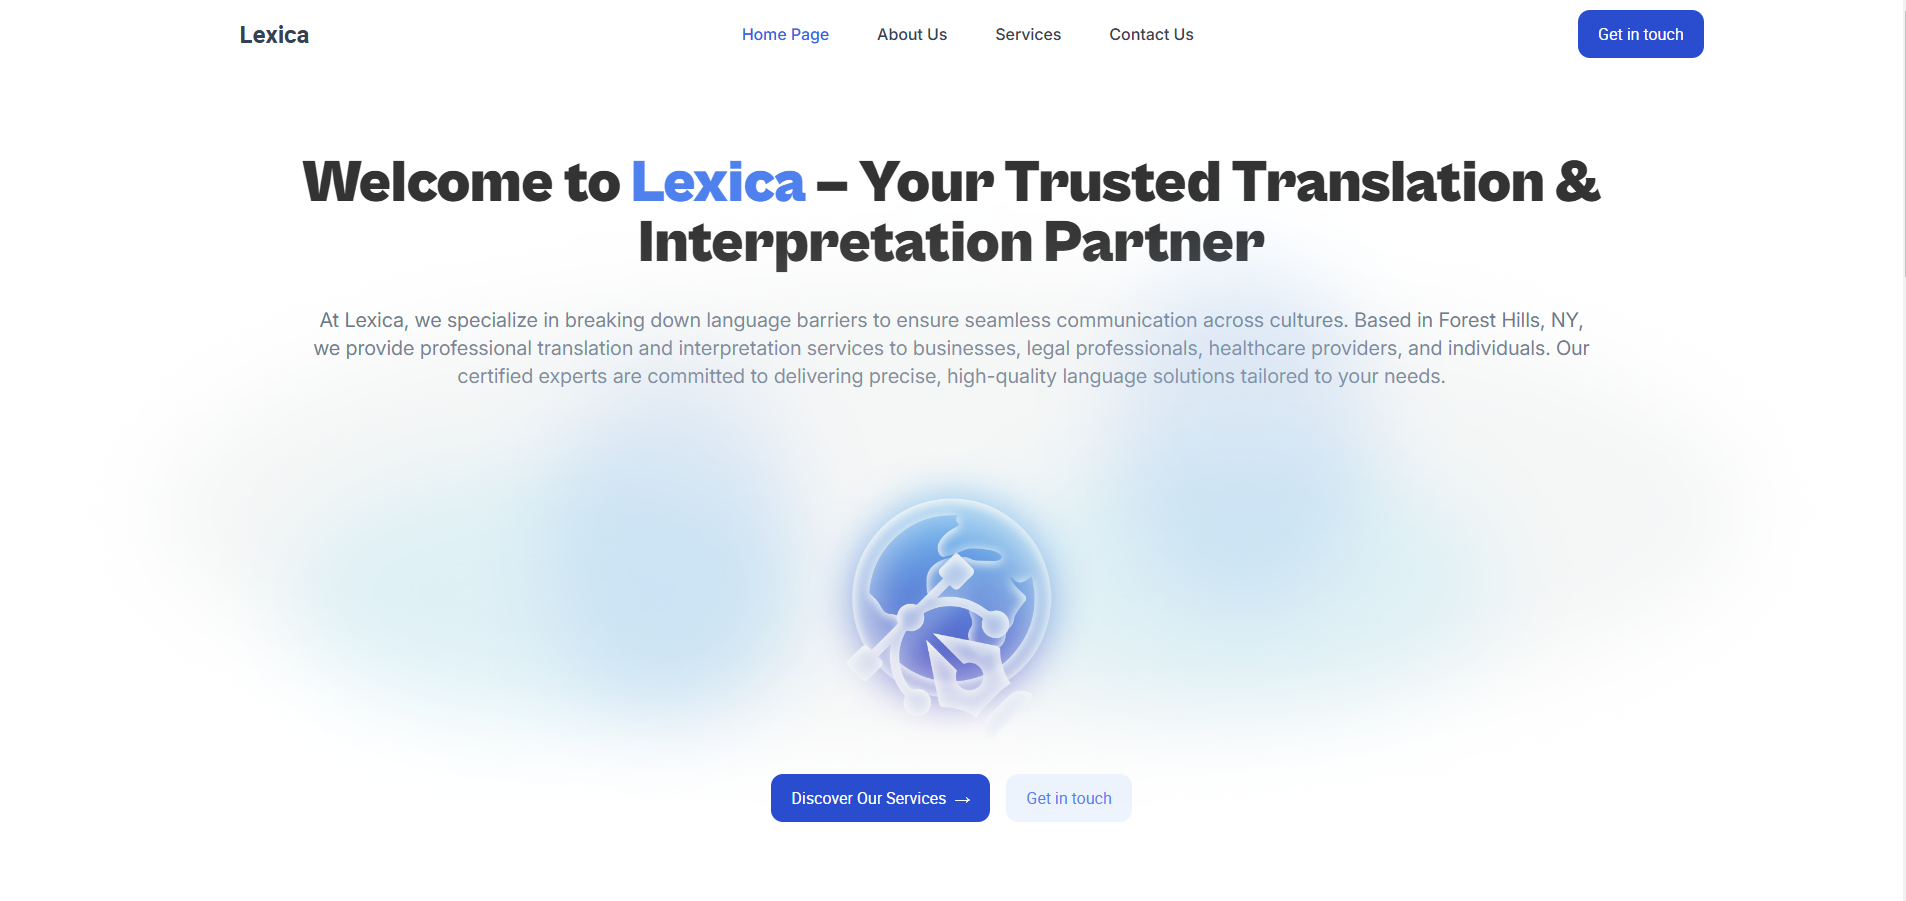 Lexica
Home Page
About Us
Services
Contact Us
Get in touch
Welcome to Lexica – Your Trusted Translation &
Interpretation Partner
At Lexica, we specialize in breaking down language barriers to ensure seamless communication across cultures. Based in Forest Hills, NY,
we provide professional translation and interpretation services to businesses, legal professionals, healthcare providers, and individuals. Our
certified experts are committed to delivering precise, high-quality language solutions tailored to your needs.
Discover Our Services →
Get in touch